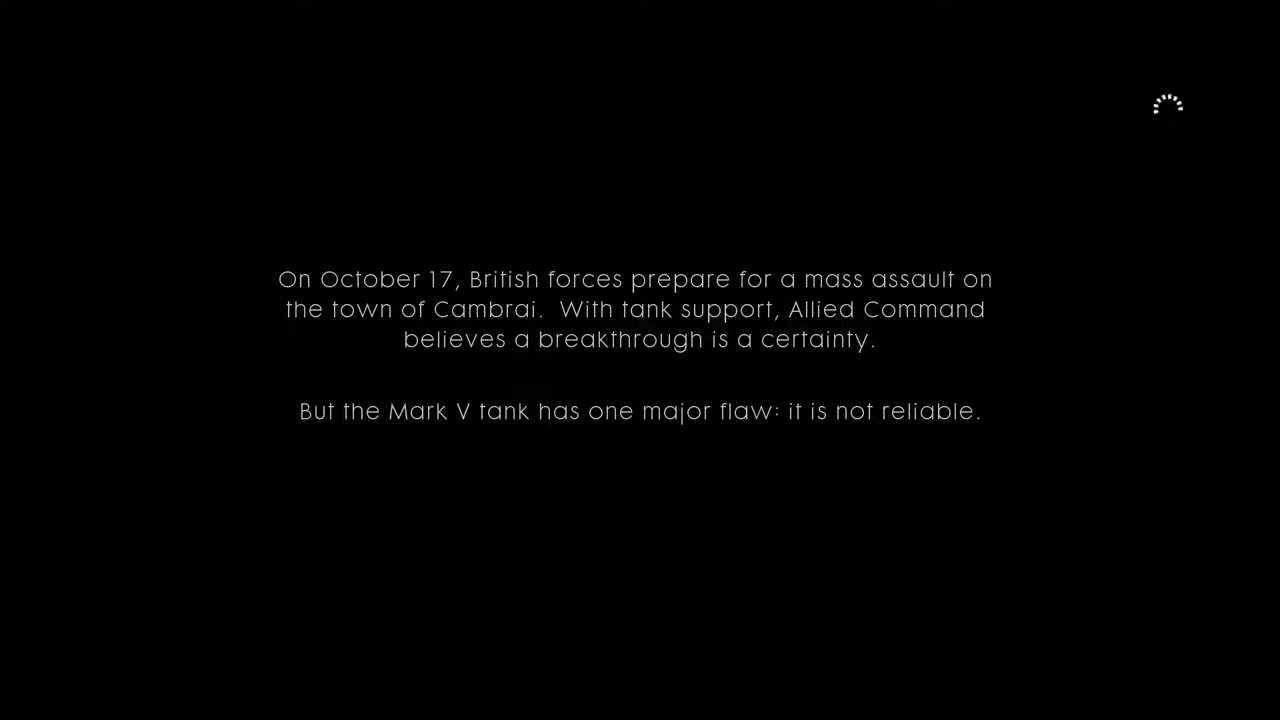 On October 17, British forces prepare for a mass assault on
the town of Cambrai.  With tank support, Allied Command
believes a breakthrough is a certainty.
But the Mark V tank has one major flaw: it is not reliable.